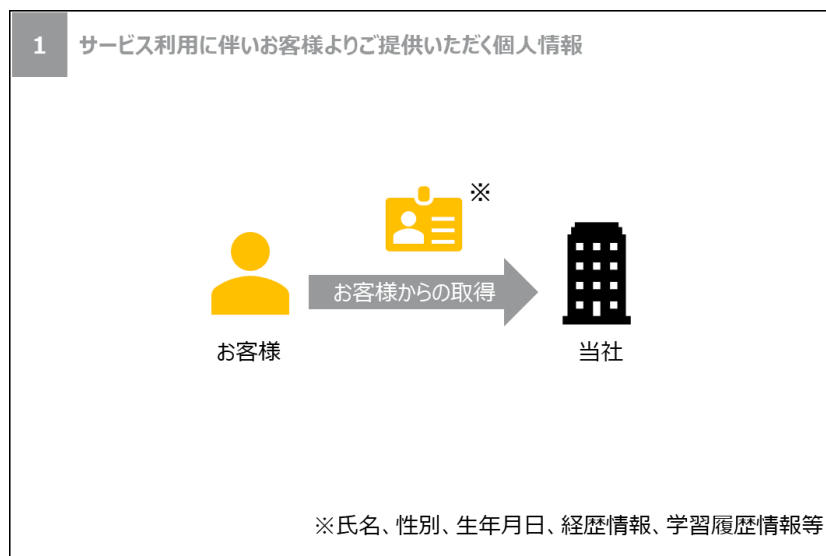 1 サービス利用に伴いお客様よりご提供いただく個人情報
※
お客様からの取得
お客様
当社
※氏名、性別、生年月日、経歴情報、学習履歴情報等